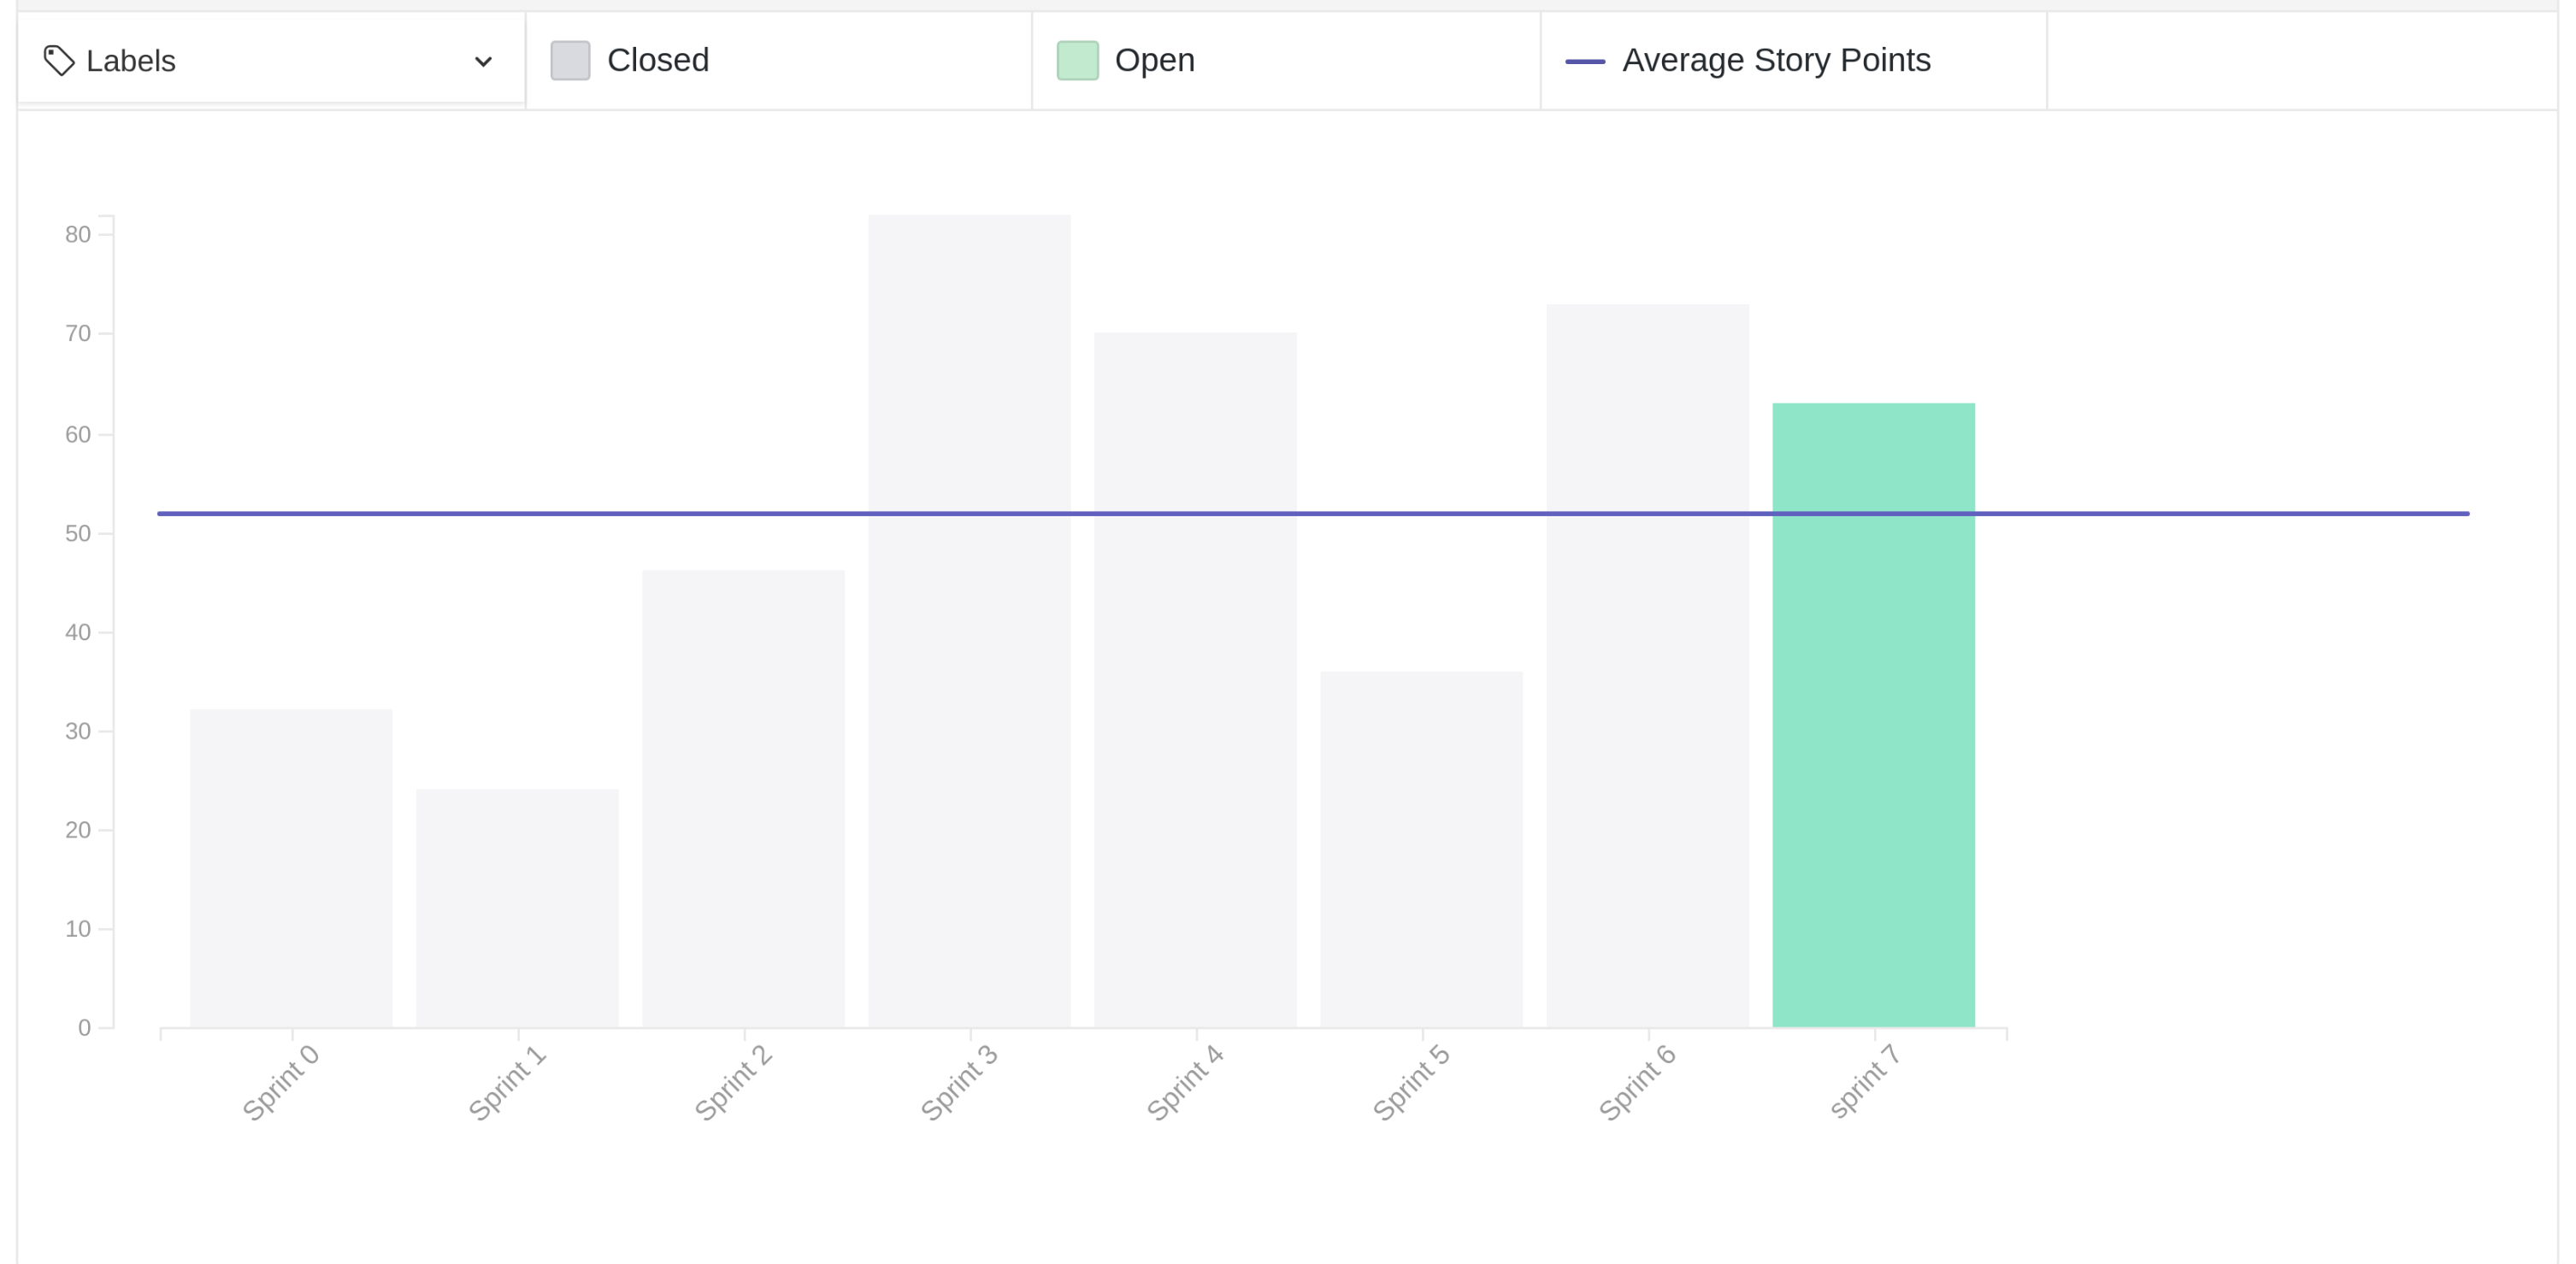 Labels
Closed
Open
Average Story Points
80
70
60
50
40
30
20
10
0
Sprint 0
Sprint 1
Sprint 2
Sprint 3
Sprint 4
Sprint 5
Sprint 6
sprint 7